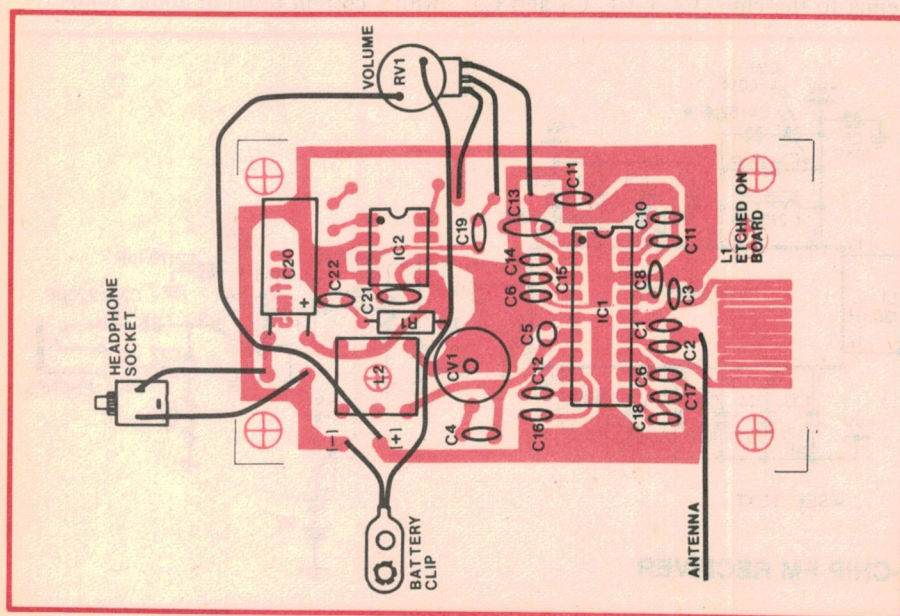 VOLUME
RV1
HEADPHONE
SOCKET
-
C20
+
C22
IC2
C21
C19
C13
C11
C14
C6
C15
C10
C11
L1
ETCHED ON
BOARD
C8
C3
IC1
C5
C1
C2
L2
CV1
C12
C6
C17
C16
C18
C4
(-)
(+)
BATTERY
CLIP
ANTENNA